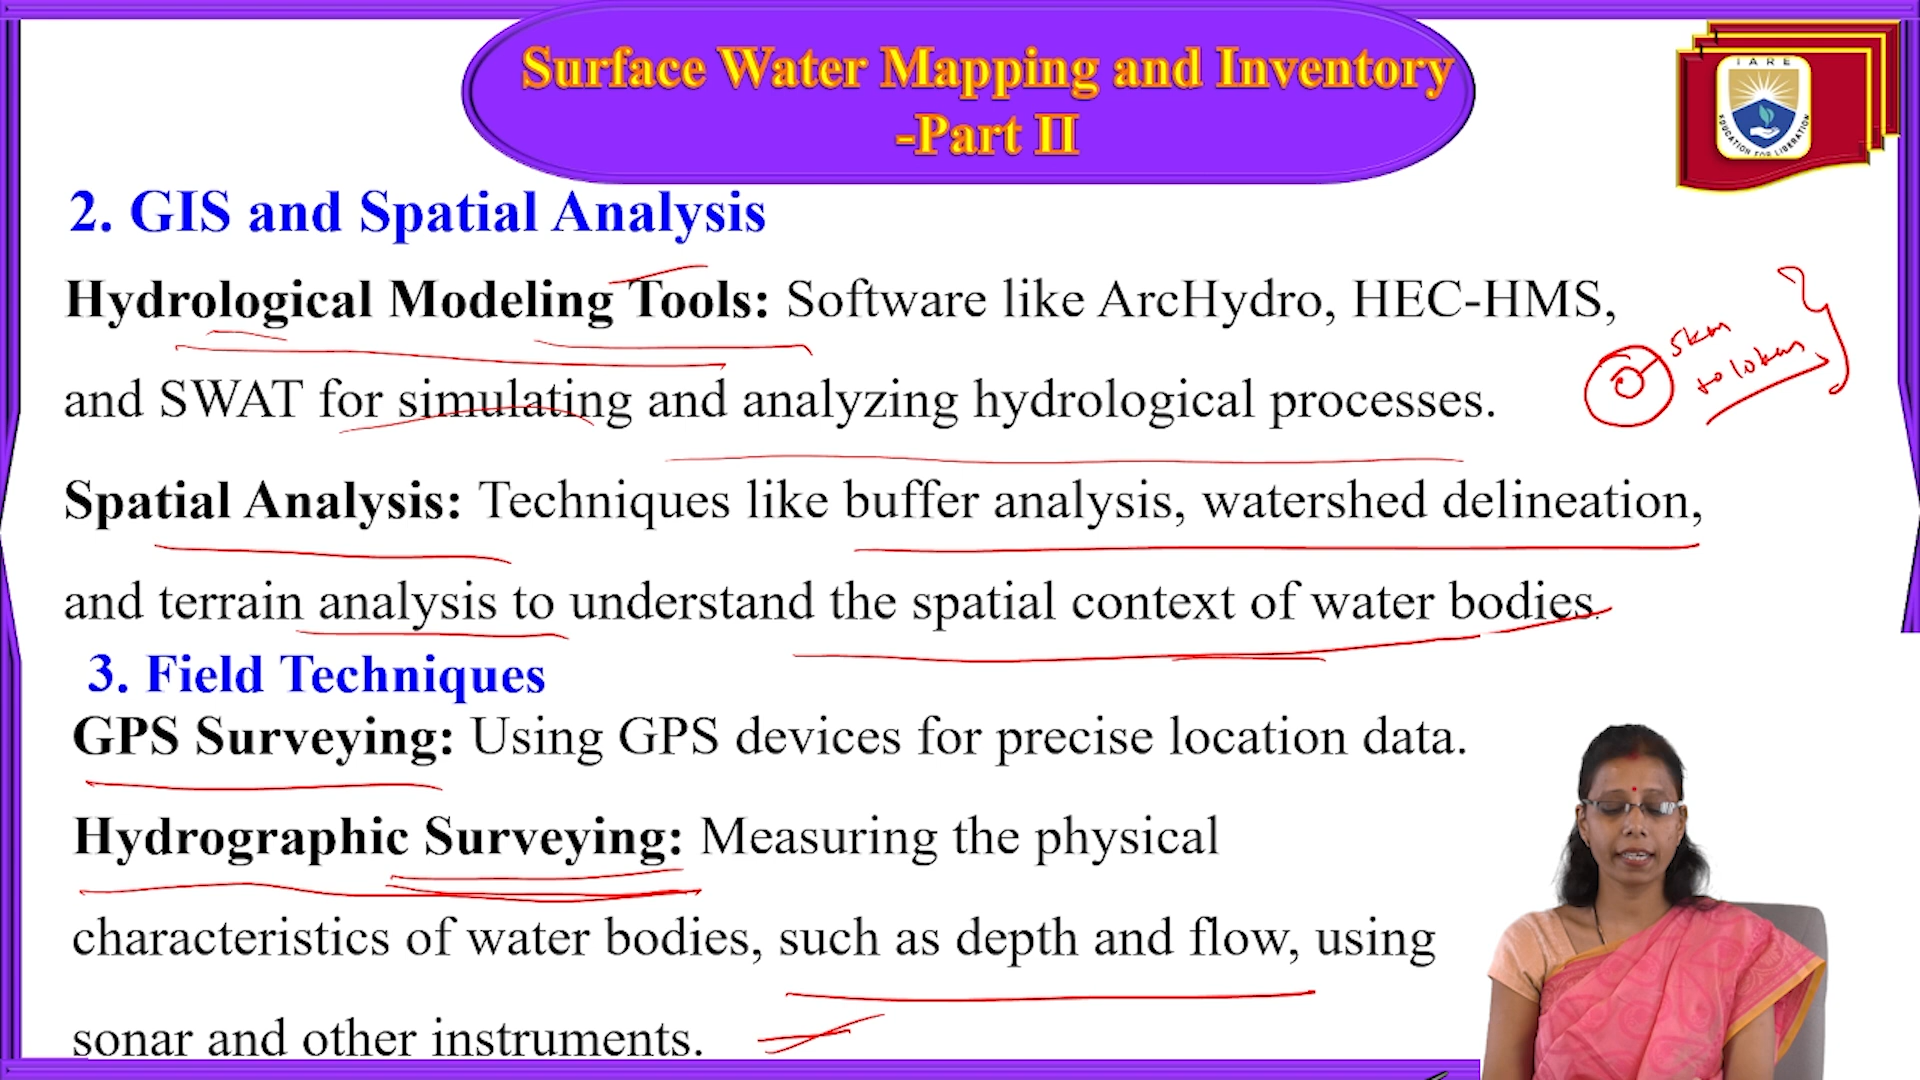 Surface Water Mapping and Inventory
-Part II
IARE
EDUCATION FOR LIBERATION
2. GIS and Spatial Analysis
Hydrological Modeling Tools: Software like ArcHydro, HEC-HMS,
and SWAT for simulating and analyzing hydrological processes.
5km
to 10km
Spatial Analysis: Techniques like buffer analysis, watershed delineation,
and terrain analysis to understand the spatial context of water bodies.
3. Field Techniques
GPS Surveying: Using GPS devices for precise location data.
Hydrographic Surveying: Measuring the physical
characteristics of water bodies, such as depth and flow, using
sonar and other instruments.